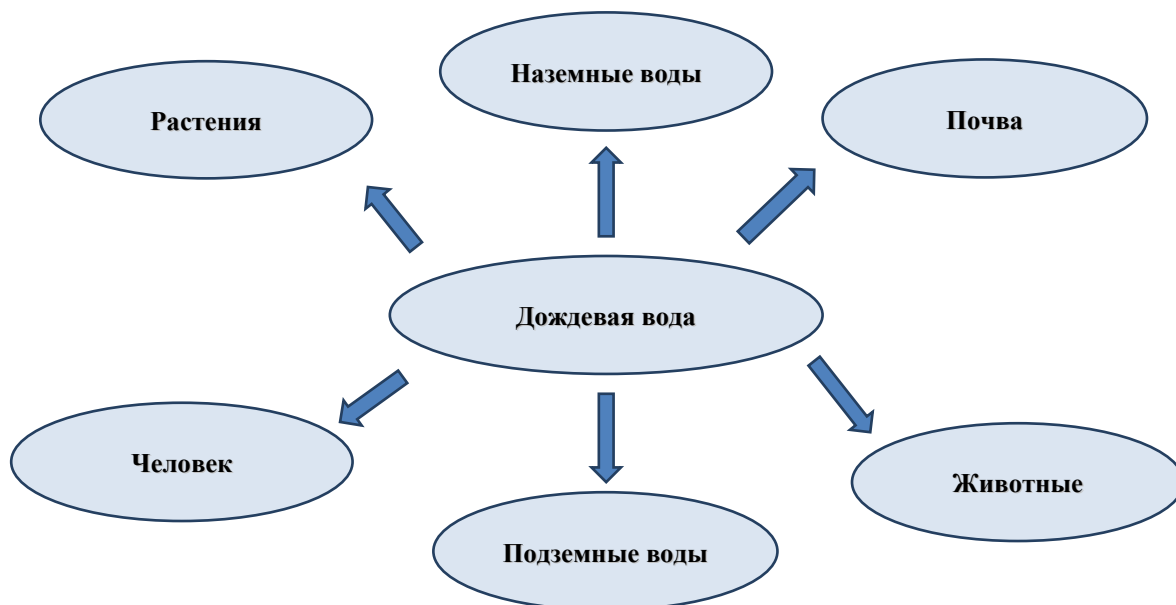 Наземные воды
Растения
Почва
Дождевая вода
Человек
Животные
Подземные воды